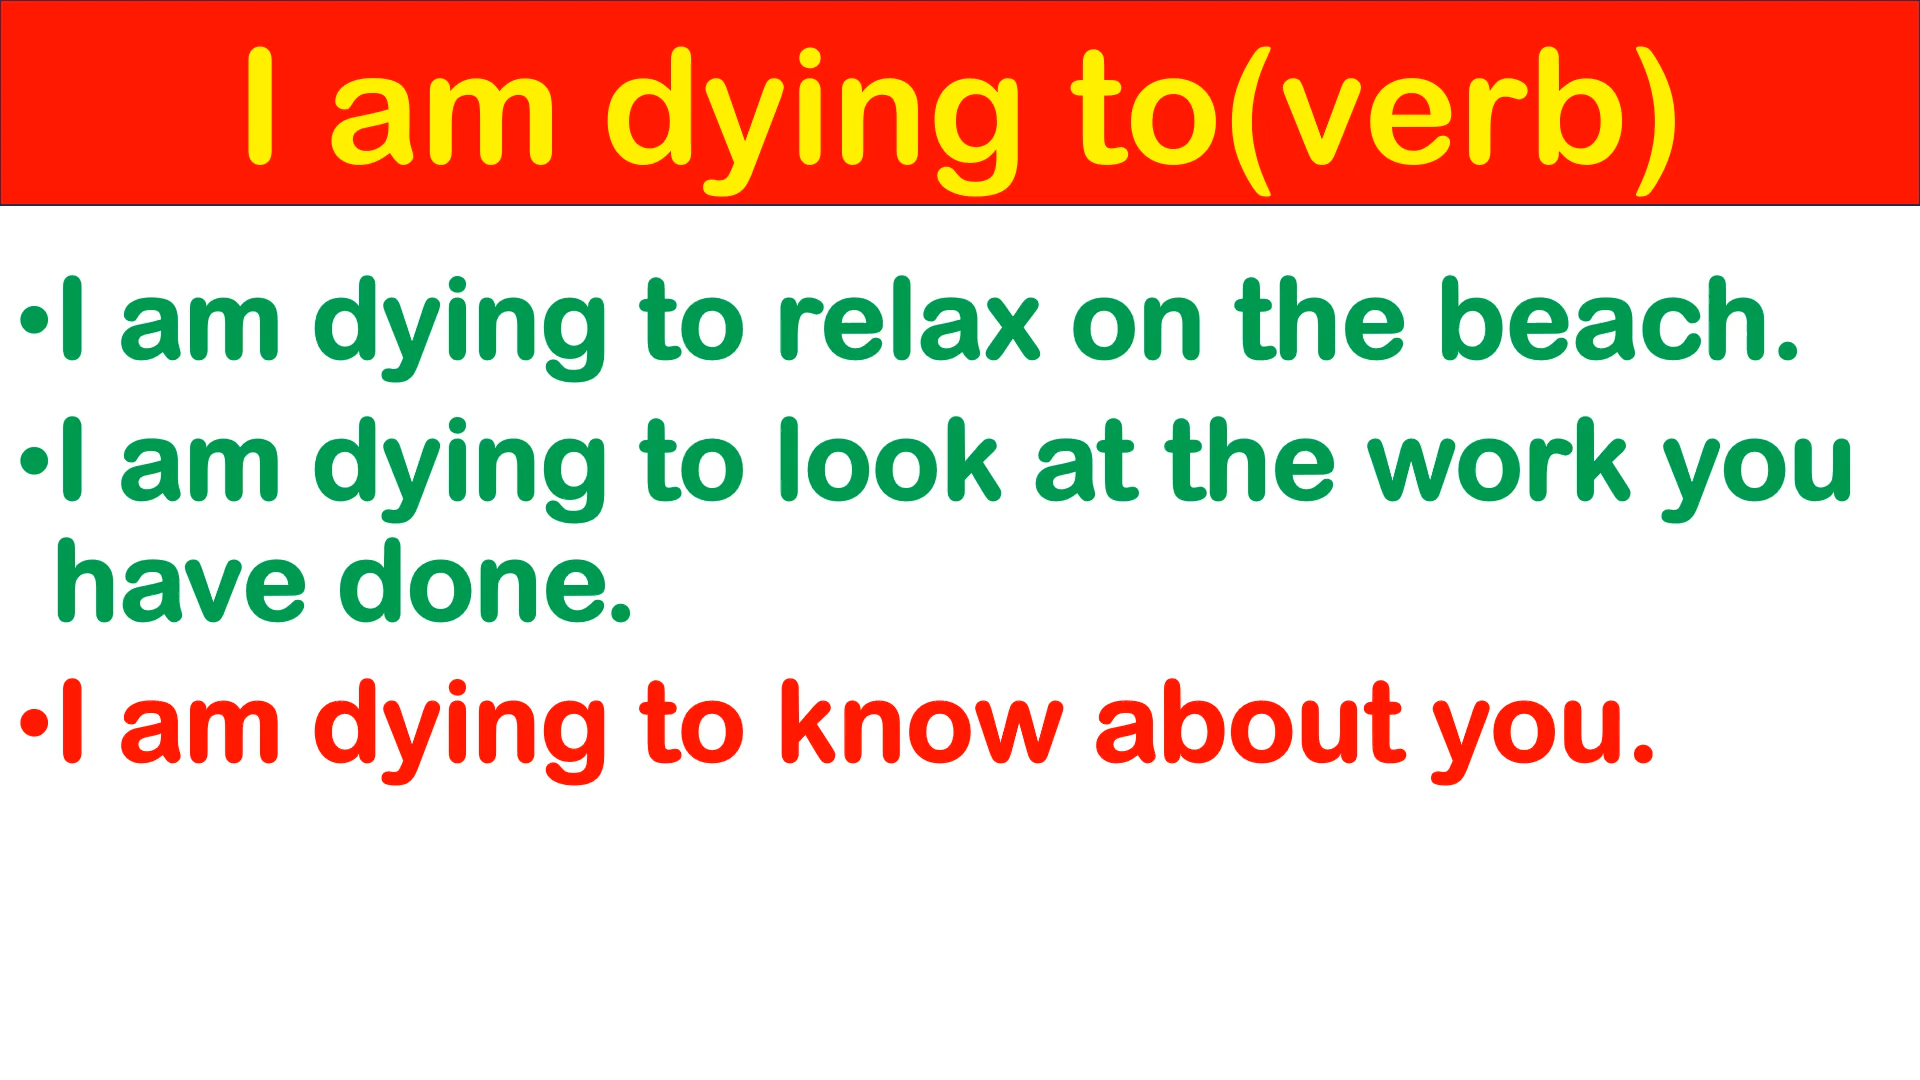 I am dying to(verb)
•I am dying to relax on the beach.
•I am dying to look at the work you
have done.
•I am dying to know about you.